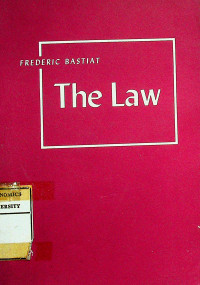 FREDERIC BASTIAT
The Law
NOMICS
ERSITY